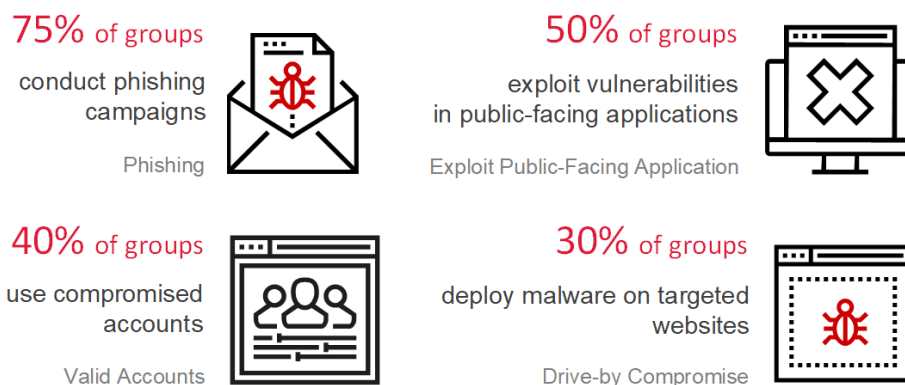 75% of groups
conduct phishing
campaigns
Phishing
50% of groups
exploit vulnerabilities
in public-facing applications
Exploit Public-Facing Application
40% of groups
use compromised
accounts
Valid Accounts
30% of groups
deploy malware on targeted
websites
Drive-by Compromise